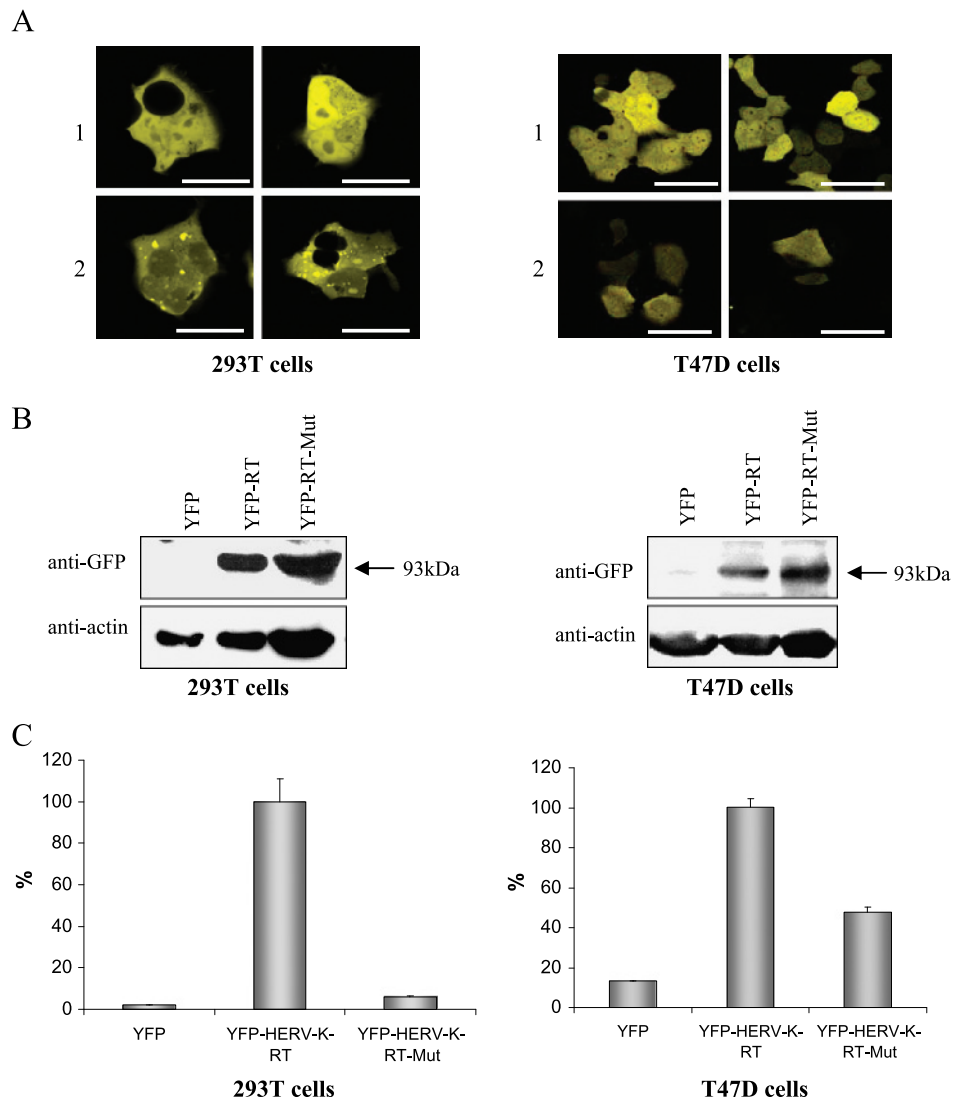 A
1
2
293T cells
1
2
T47D cells
B
YFP
YFP-RT
YFP-RT-Mut
anti-GFP
93kDa
anti-actin
293T cells
YFP
YFP-RT
YFP-RT-Mut
anti-GFP
93kDa
anti-actin
T47D cells
C
120
100
80
60
40
20
0
%
YFP
YFP-HERV-K-
RT
YFP-HERV-K-
RT-Mut
293T cells
120
100
80
60
40
20
0
%
YFP
YFP-HERV-K-
RT
YFP-HERV-K-
RT-Mut
T47D cells